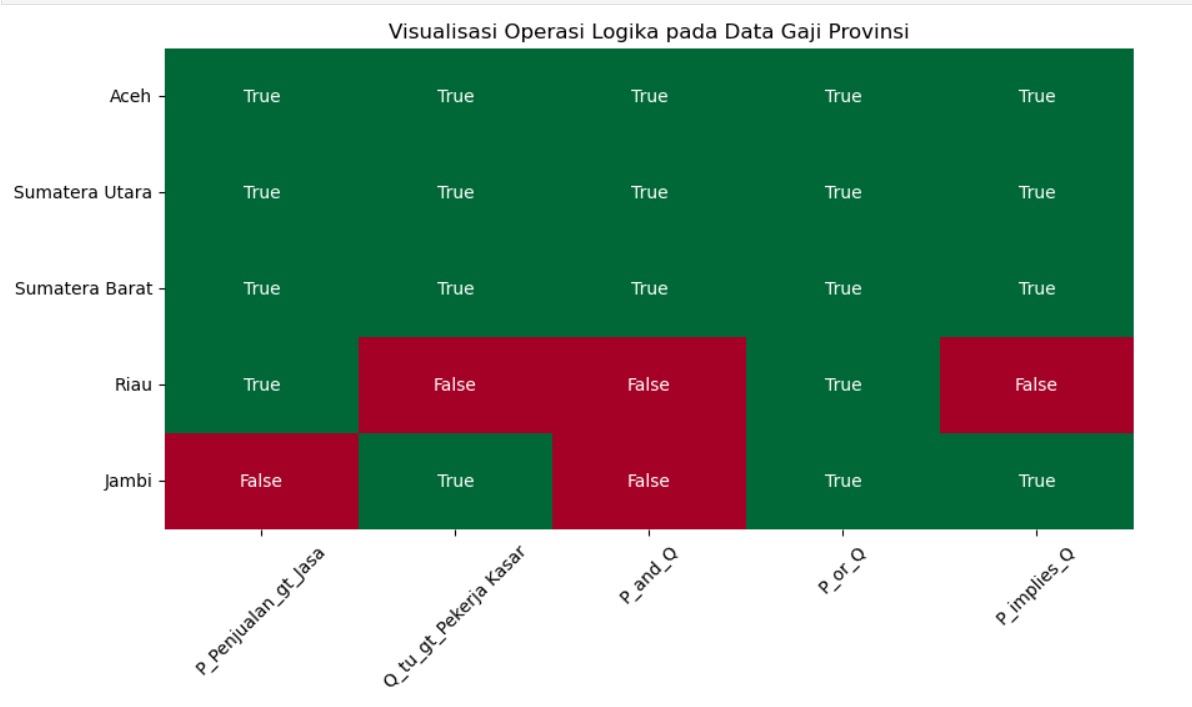 Visualisasi Operasi Logika pada Data Gaji Provinsi
Aceh True True True True True
Sumatera Utara True True True True True
Sumatera Barat True True True True True
Riau True False False True False
Jambi False True False True True
P_Penjualan_gt_Jasa
Q_tu_gt_Pekerja Kasar
P_and_Q
P_or_Q
P_implies_Q